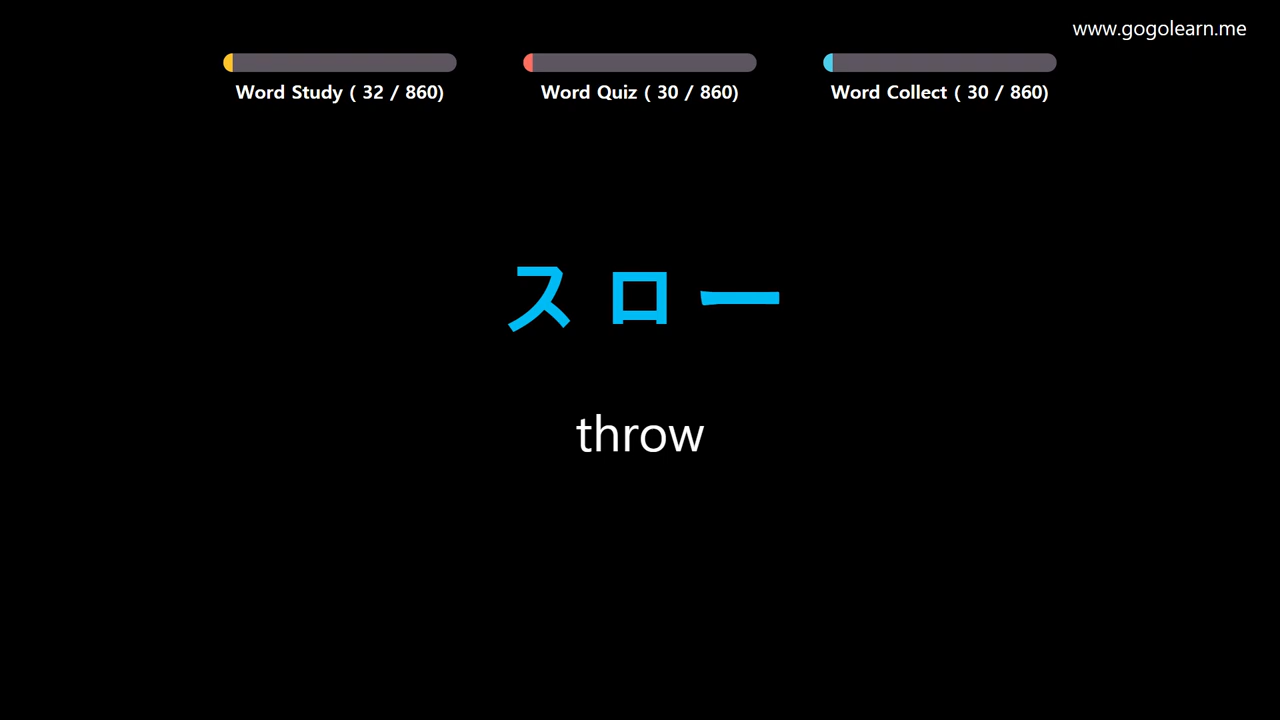 www.gogolearn.me
Word Study ( 32 / 860)
Word Quiz ( 30 / 860)
Word Collect ( 30 / 860)
スロー
throw